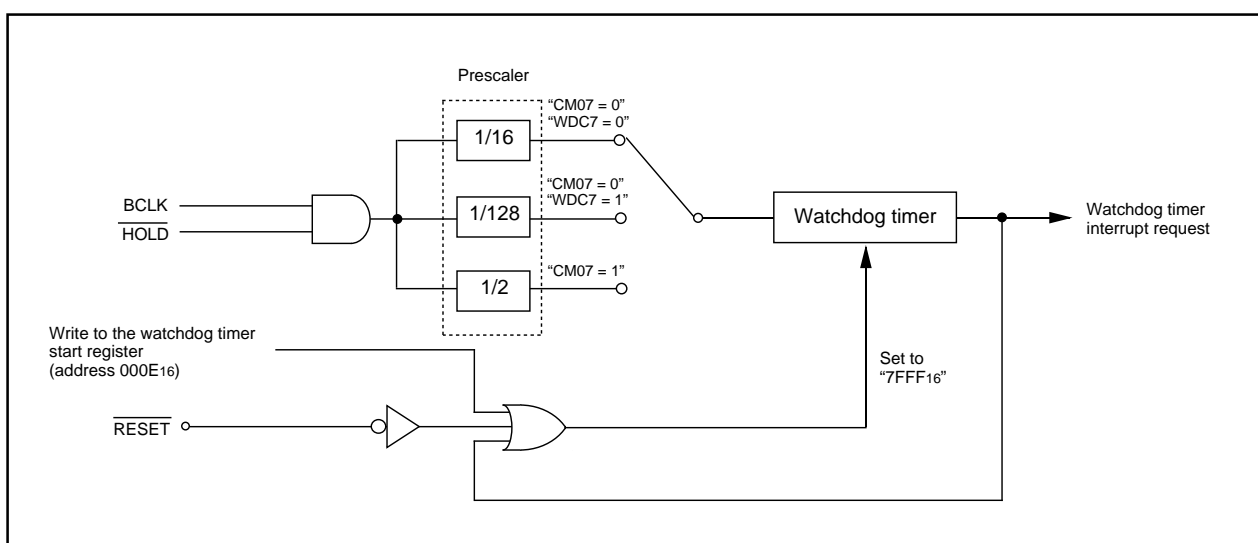 Prescaler
“CM07 = 0”
“WDC7 = 0”
1/16
“CM07 = 0”
“WDC7 = 1”
1/128
“CM07 = 1”
1/2
BCLK
HOLD
Watchdog timer
Watchdog timer
interrupt request
Write to the watchdog timer
start register
(address 000E16)
Set to
“7FFF16”
RESET